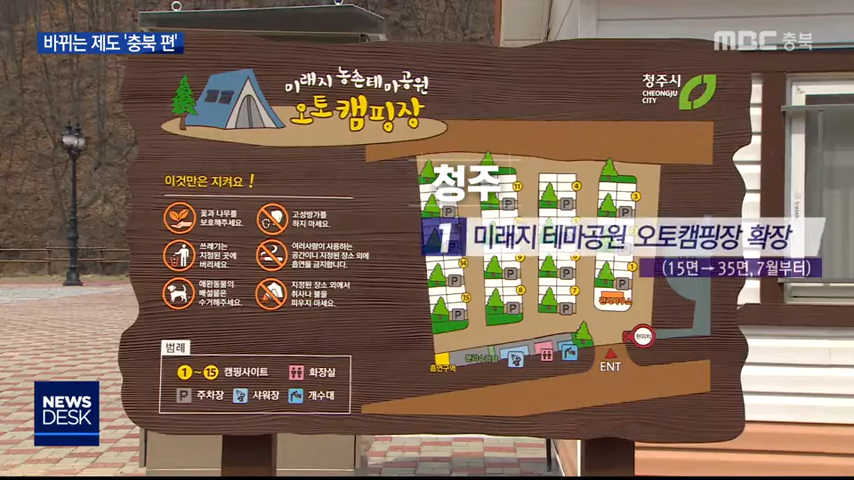 바뀌는 제도 '충북 편'
MBC 충북
미래지 농촌테마공원
오토캠핑장
청주시
CHEONGJU
CITY
이것만은 지켜요!
꽃과 나무를
보호해주세요.
고성방가를
하지 마세요.
쓰레기는
지정된 곳에
버리세요.
여러사람이 사용하는
공간이나 지정된 장소 외에
흡연을 금지합니다.
애완동물의
배설물은
수거해주세요.
지정된 장소 외에서
취사나 불을
피우지 마세요.
청주
1 미래지 테마공원 오토캠핑장 확장
(15면→35면, 7월부터)
범례
1 ~ 15 캠핑사이트
화장실
P 주차장
샤워장
개수대
흡연구역
ENT
현위치
NEWS
DESK